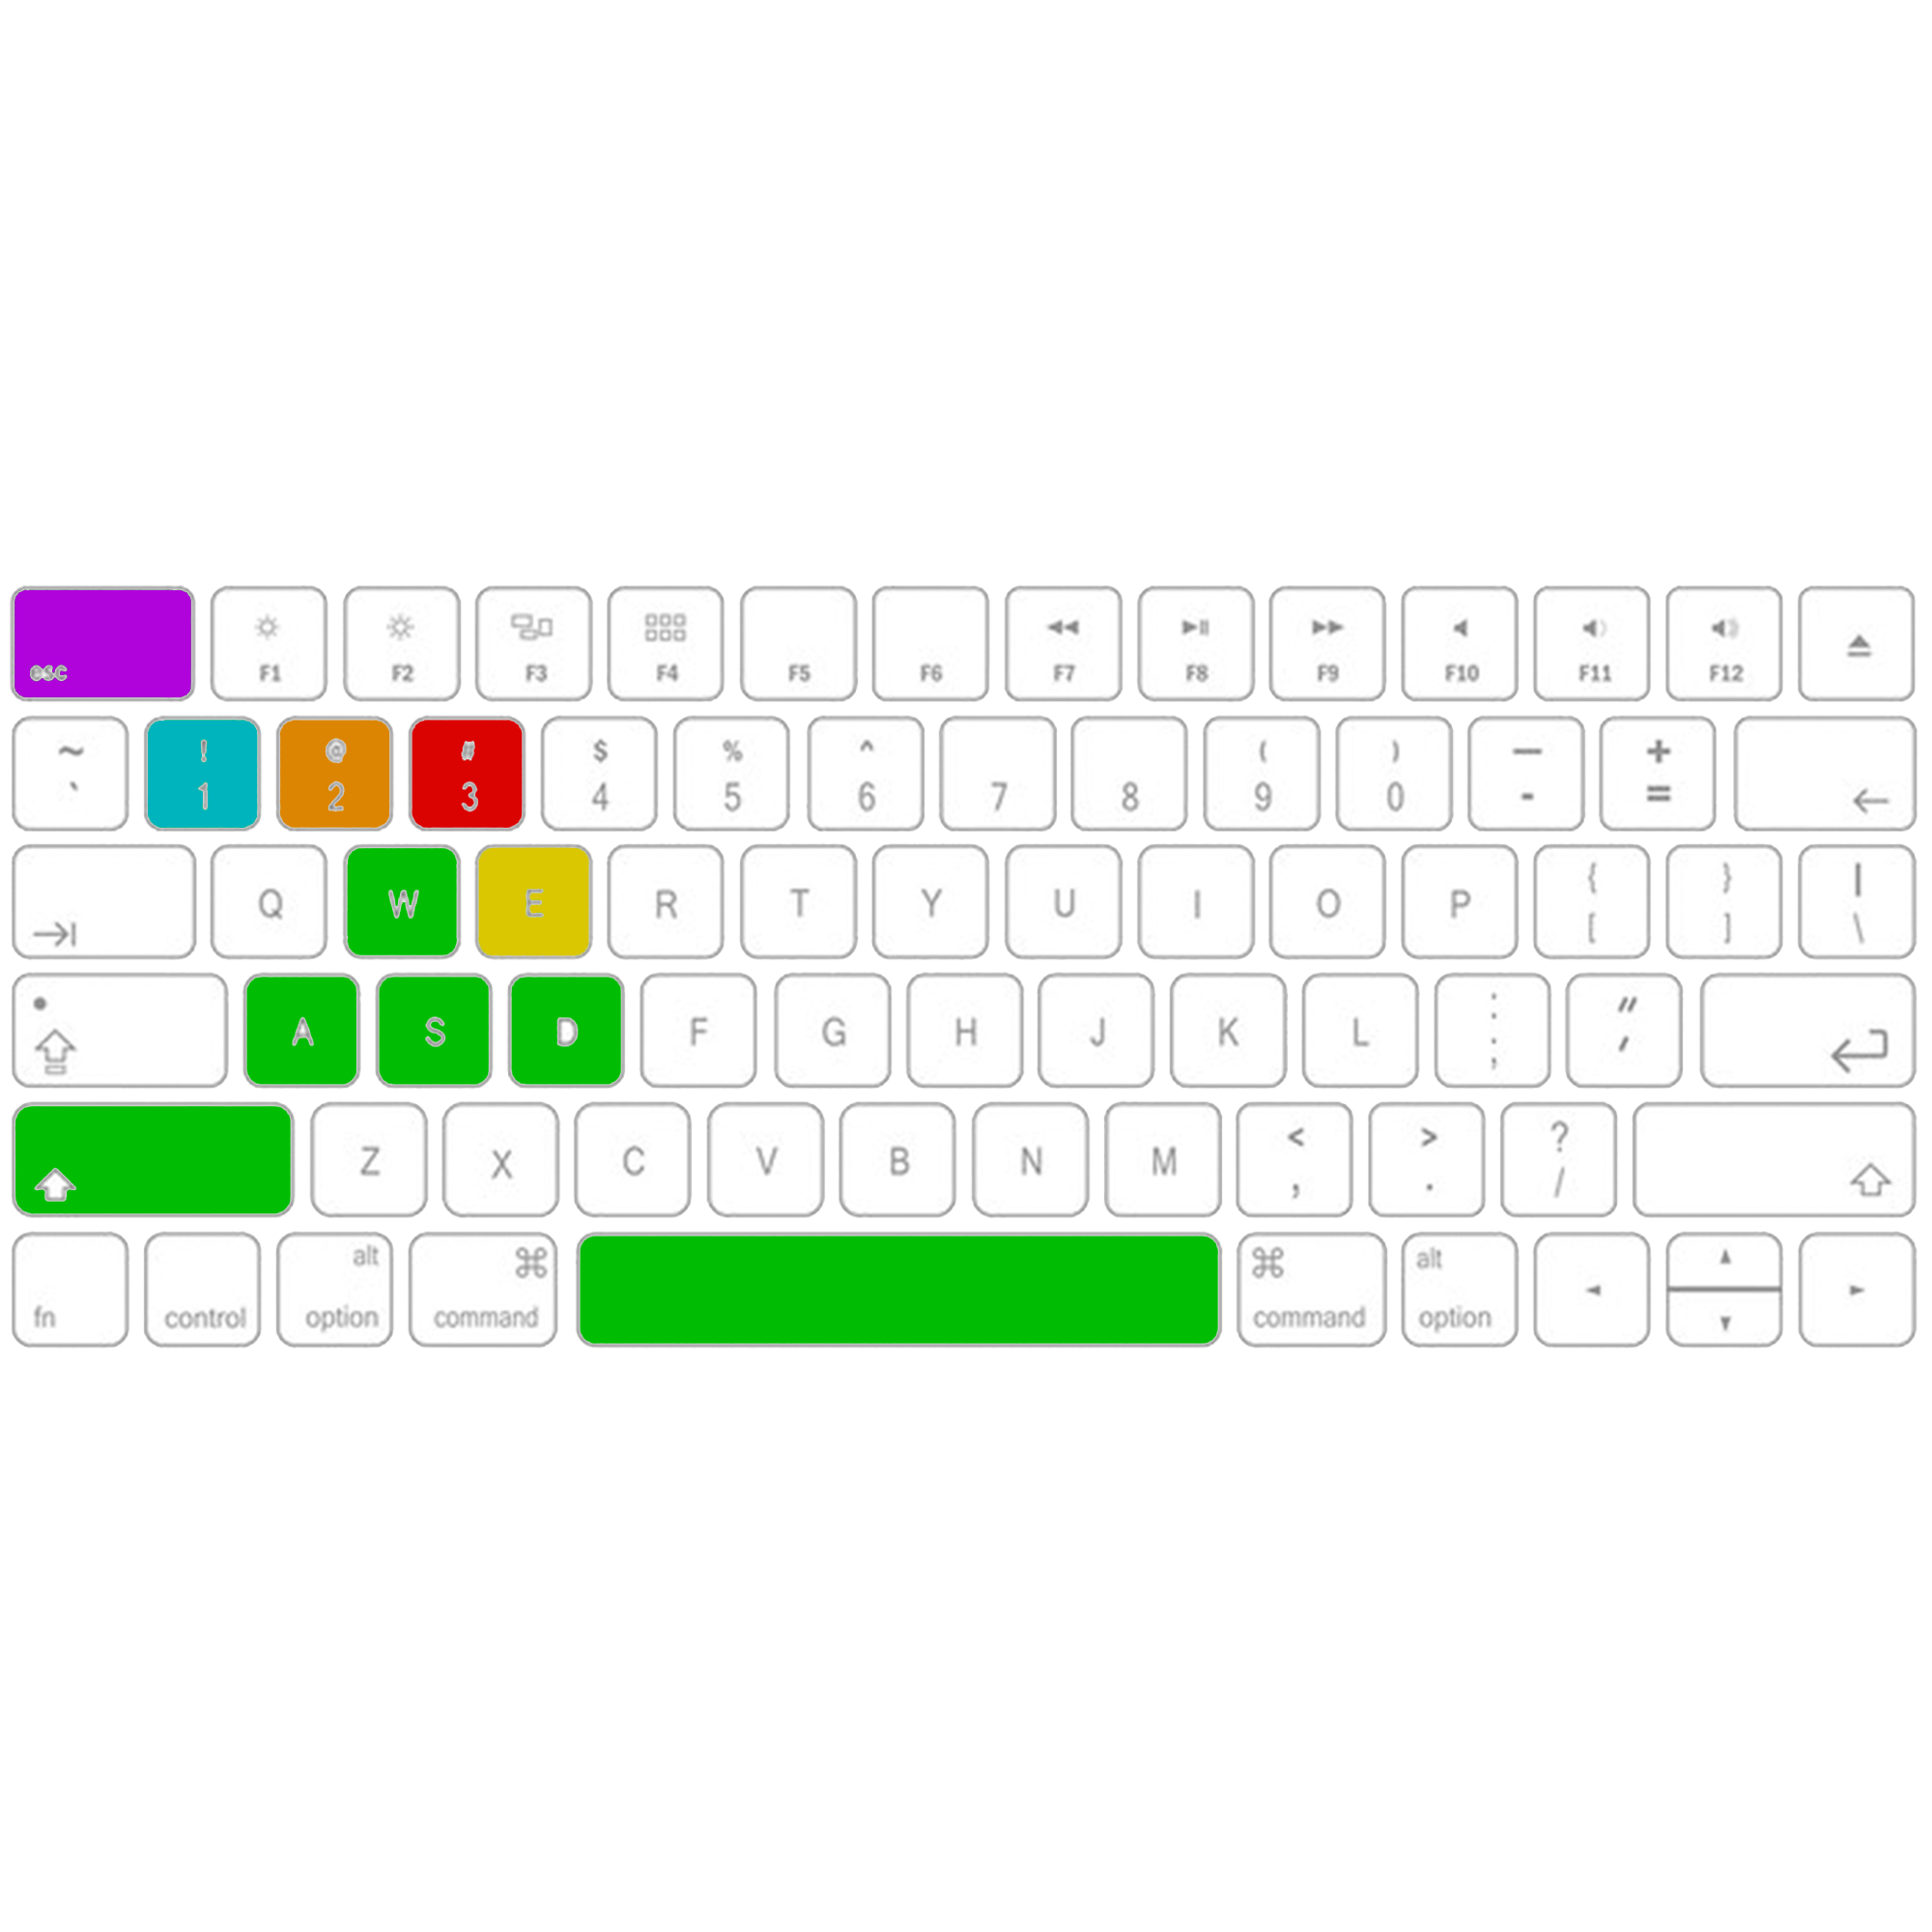 esc F1 F2 F3 F4 F5 F6 F7 F8 F9 F10 F11 F12
~ ! @ # $ % ^ ( ) — +
` 1 2 3 4 5 6 7 8 9 0 - =
Q W E R T Y U I O P { } |
[ ] \
A S D F G H J K L : "
; '
Z X C V B N M < > ?
, . /
alt ⌘ ⌘ alt
fn control option command command option